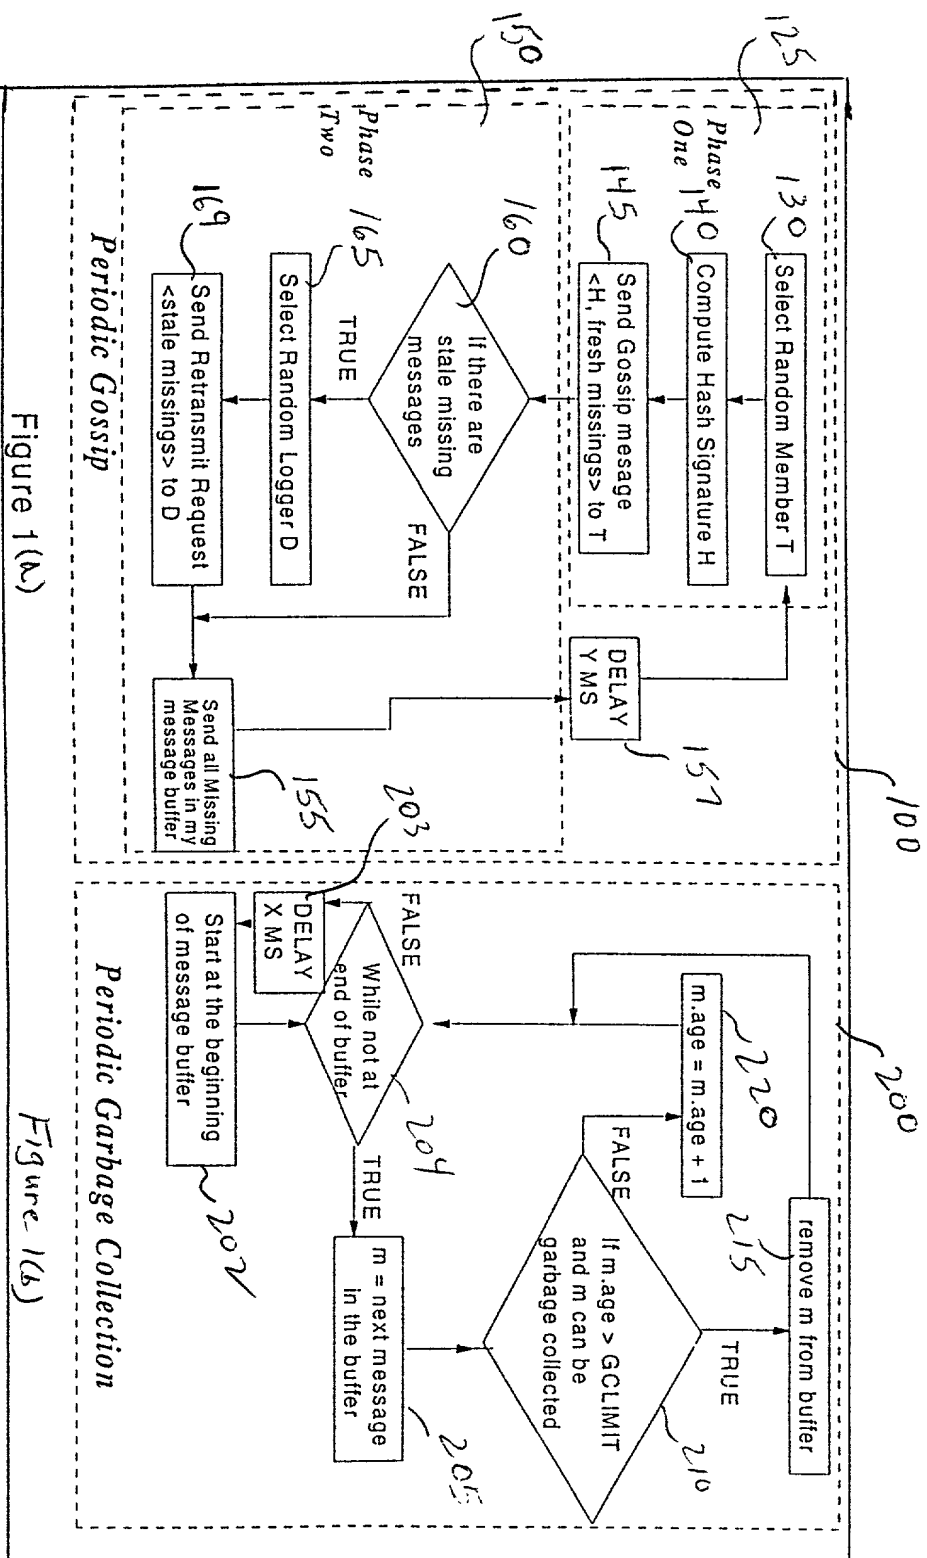 100
125
Phase
One
130
Select Random Member T
140
Compute Hash Signature H
145
Send Gossip mesage
<H, fresh missings> to T
DELAY
Y MS
157
150
Phase
Two
160
If there are
stale missing
messages
TRUE
FALSE
165
Select Random Logger D
169
Send Retransmit Request
<stale missings> to D
155
Send all Missing
Messages in my
message buffer
Periodic Gossip
Figure 1(a)
200
remove m from buffer
215
m.age = m.age + 1
220
TRUE
FALSE
If m.age > GCLIMIT
and m can be
garbage collected
210
FALSE
While not at
end of buffer
204
TRUE
203
DELAY
X MS
m = next message
in the buffer
205
Start at the beginning
of message buffer
202
Periodic Garbage Collection
Figure 1(b)